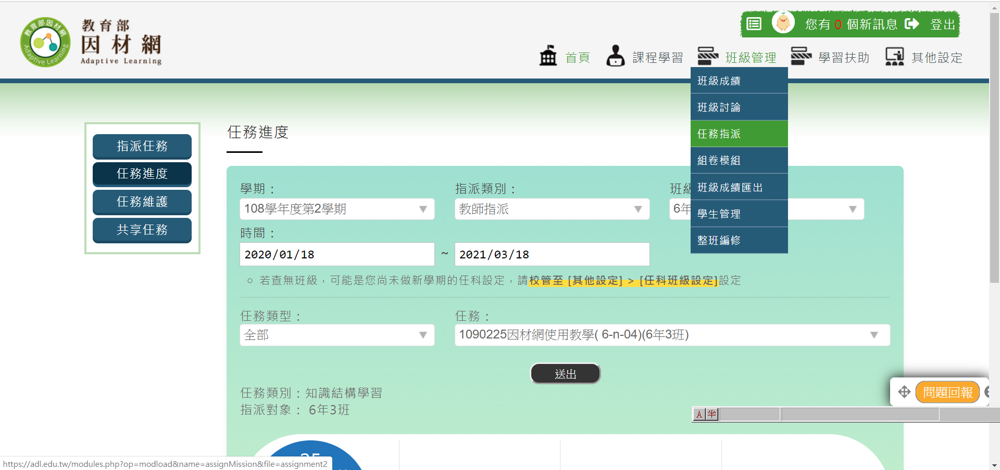 教育部因材網
Adaptive Learning
教育部
因材網
Adaptive Learning
您有 0 個新訊息 登出
首頁 課程學習 班級管理 學習扶助 其他設定
班級成績
班級討論
任務指派
組卷模組
班級成績匯出
學生管理
整班編修
指派任務
任務進度
任務維護
共享任務
任務進度
學期： 指派類別： 班級
108學年度第2學期 教師指派 6年
時間：
2020/01/18 ~ 2021/03/18
若查無班級，可能是您尚未做新學期的任科設定，請校管至 [其他設定] > [任科班級設定]設定
任務類型： 任務：
全部 1090225因材網使用教學( 6-n-04)(6年3班)
送出
任務類別：知識結構學習
指派對象： 6年3班
問題回報
A 半
https://adl.edu.tw/modules.php?op=modload&name=assignMission&file=assignment2